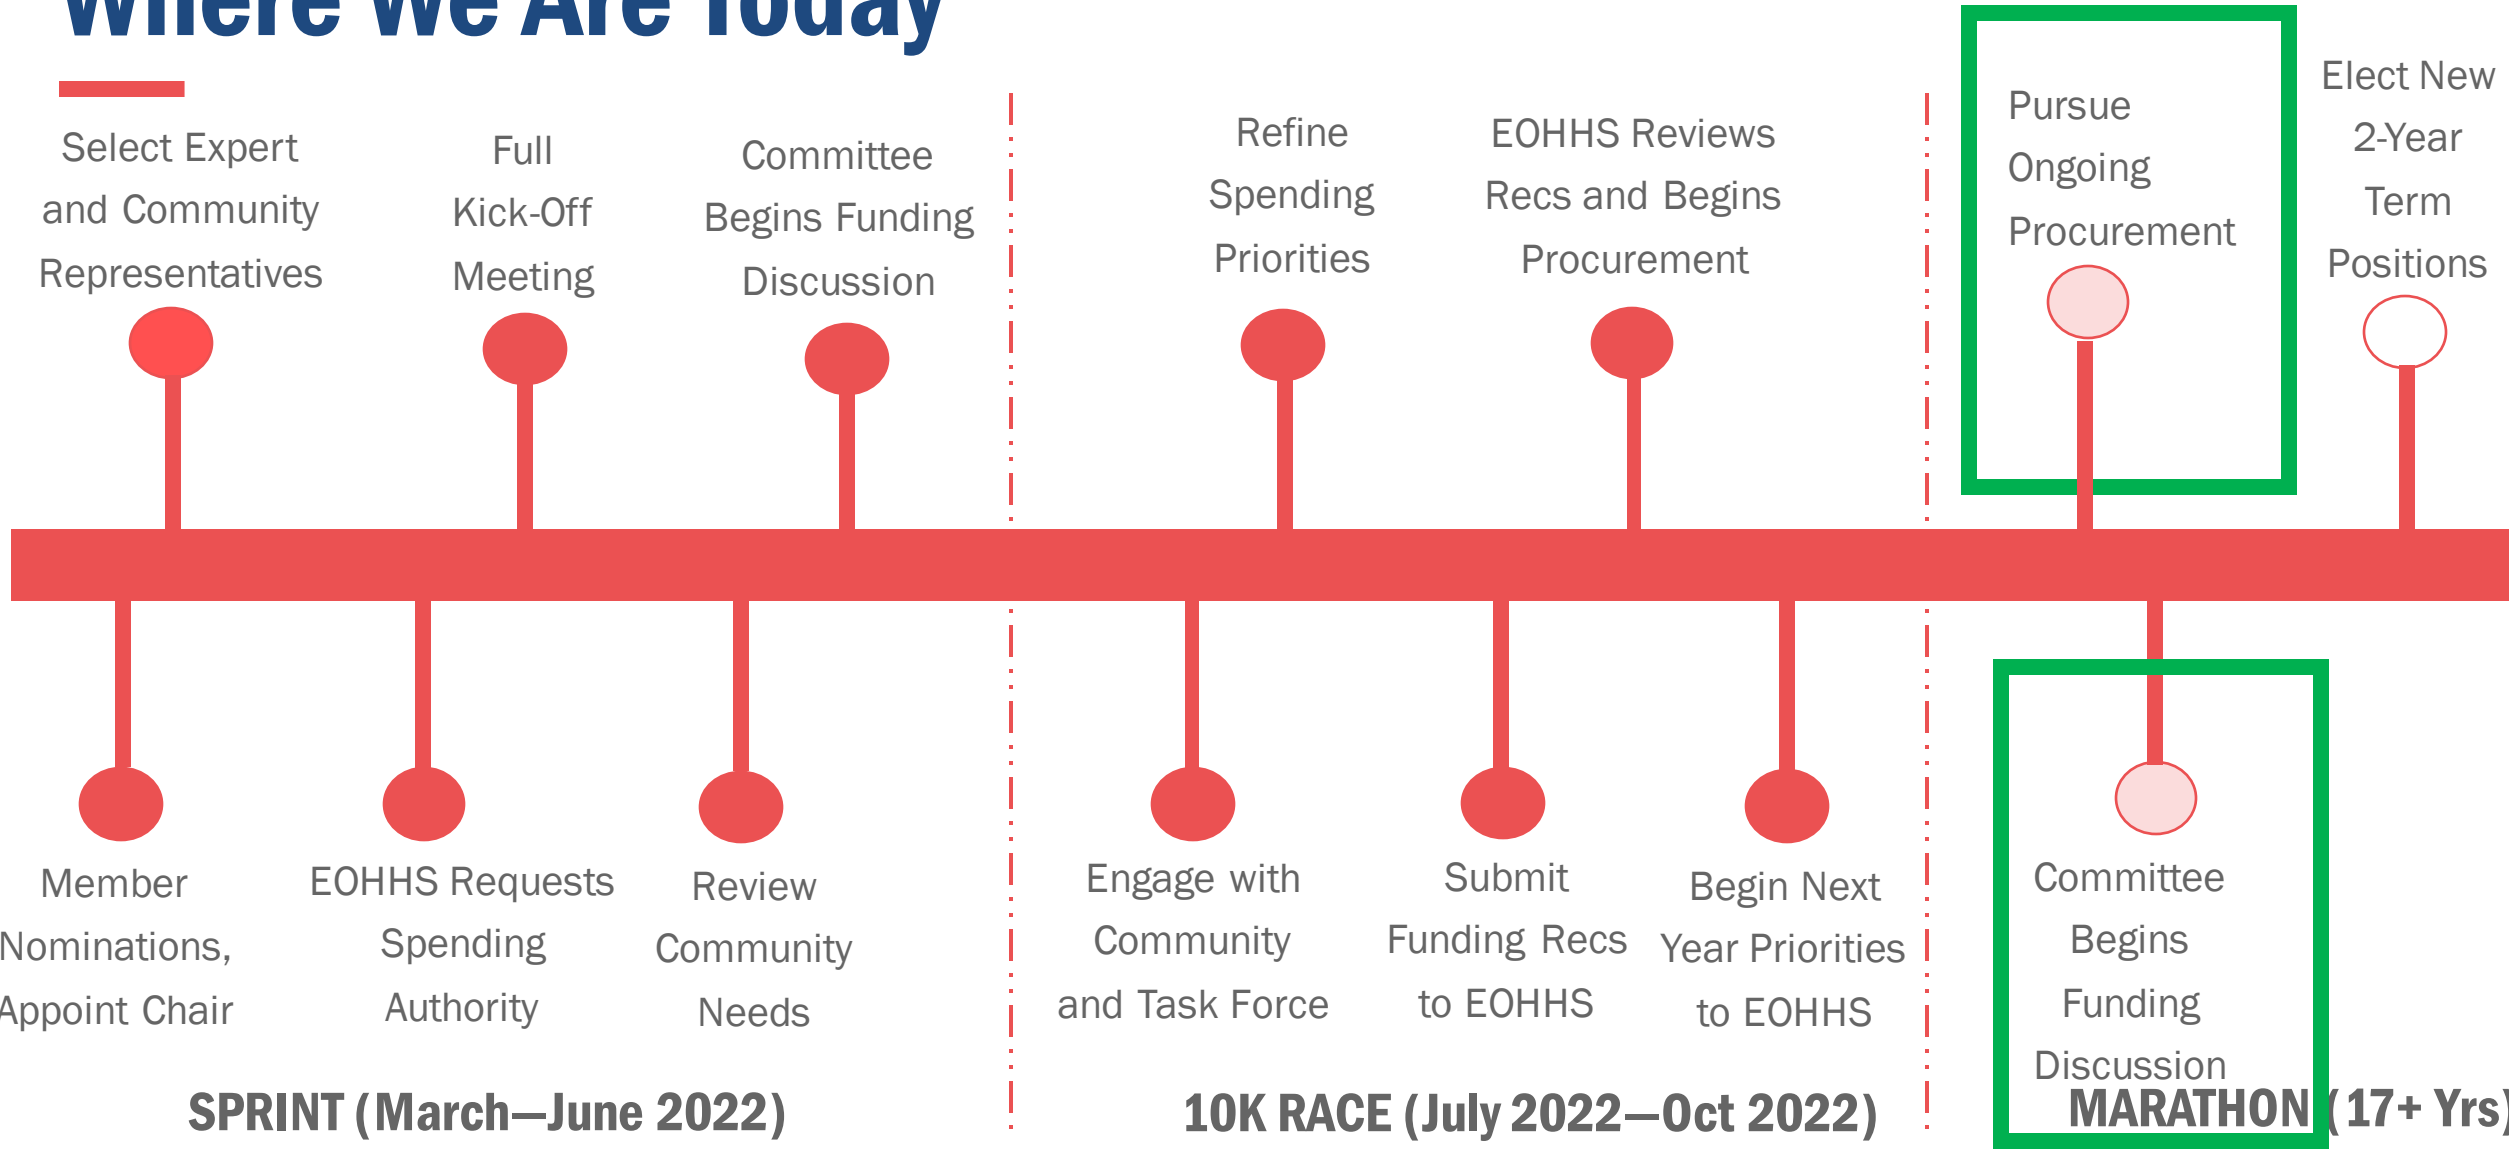 Where We Are Today
Select Expert
and Community
Representatives
Full
Kick-Off
Meeting
Committee
Begins Funding
Discussion
Refine
Spending
Priorities
EOHHS Reviews
Recs and Begins
Procurement
Pursue
Ongoing
Procurement
Elect New
2-Year
Term
Positions
Member
Nominations,
Appoint Chair
EOHHS Requests
Spending
Authority
Review
Community
Needs
Engage with
Community
and Task Force
Submit
Funding Recs
to EOHHS
Begin Next
Year Priorities
to EOHHS
Committee
Begins
Funding
Discussion
SPRINT (March—June 2022)
10K RACE (July 2022—Oct 2022)
MARATHON (17+ Yrs)